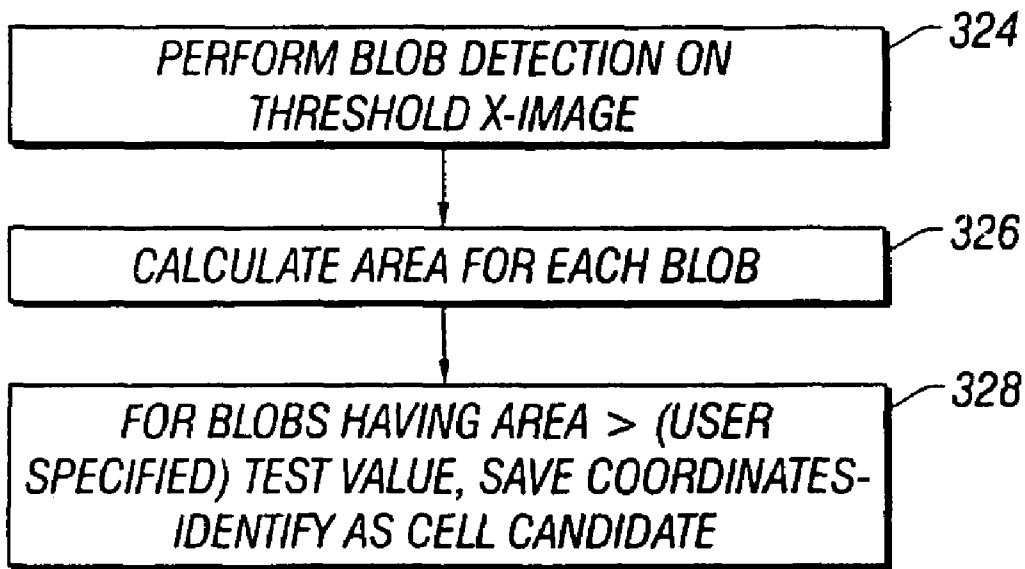 324
PERFORM BLOB DETECTION ON
THRESHOLD X-IMAGE
326
CALCULATE AREA FOR EACH BLOB
328
FOR BLOBS HAVING AREA > (USER
SPECIFIED) TEST VALUE, SAVE COORDINATES-
IDENTIFY AS CELL CANDIDATE